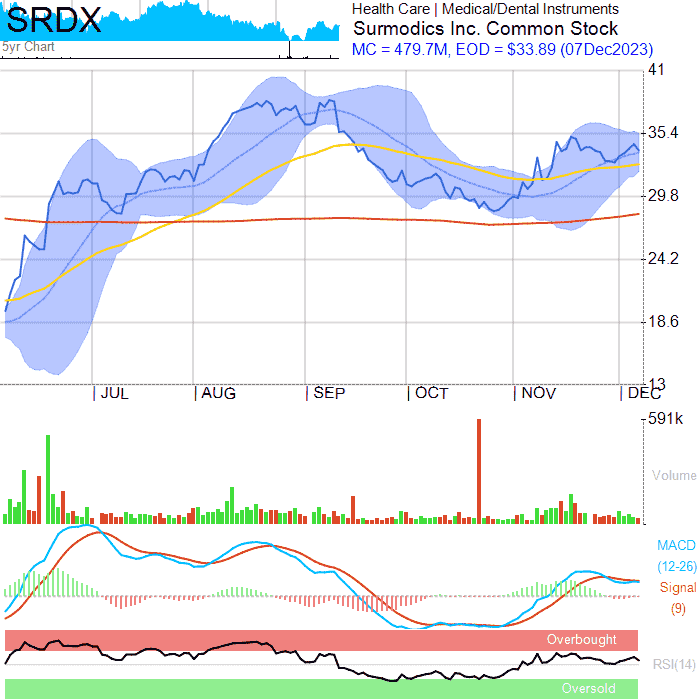 SRDX
5yr Chart
Health Care | Medical/Dental Instruments
Surmodics Inc. Common Stock
MC = 479.7M, EOD = $33.89 (07Dec2023)
41
35.4
29.8
24.2
18.6
13
JUL AUG SEP OCT NOV DEC
591k
Volume
MACD
(12-26)
Signal
(9)
Overbought
RSI(14)
Oversold